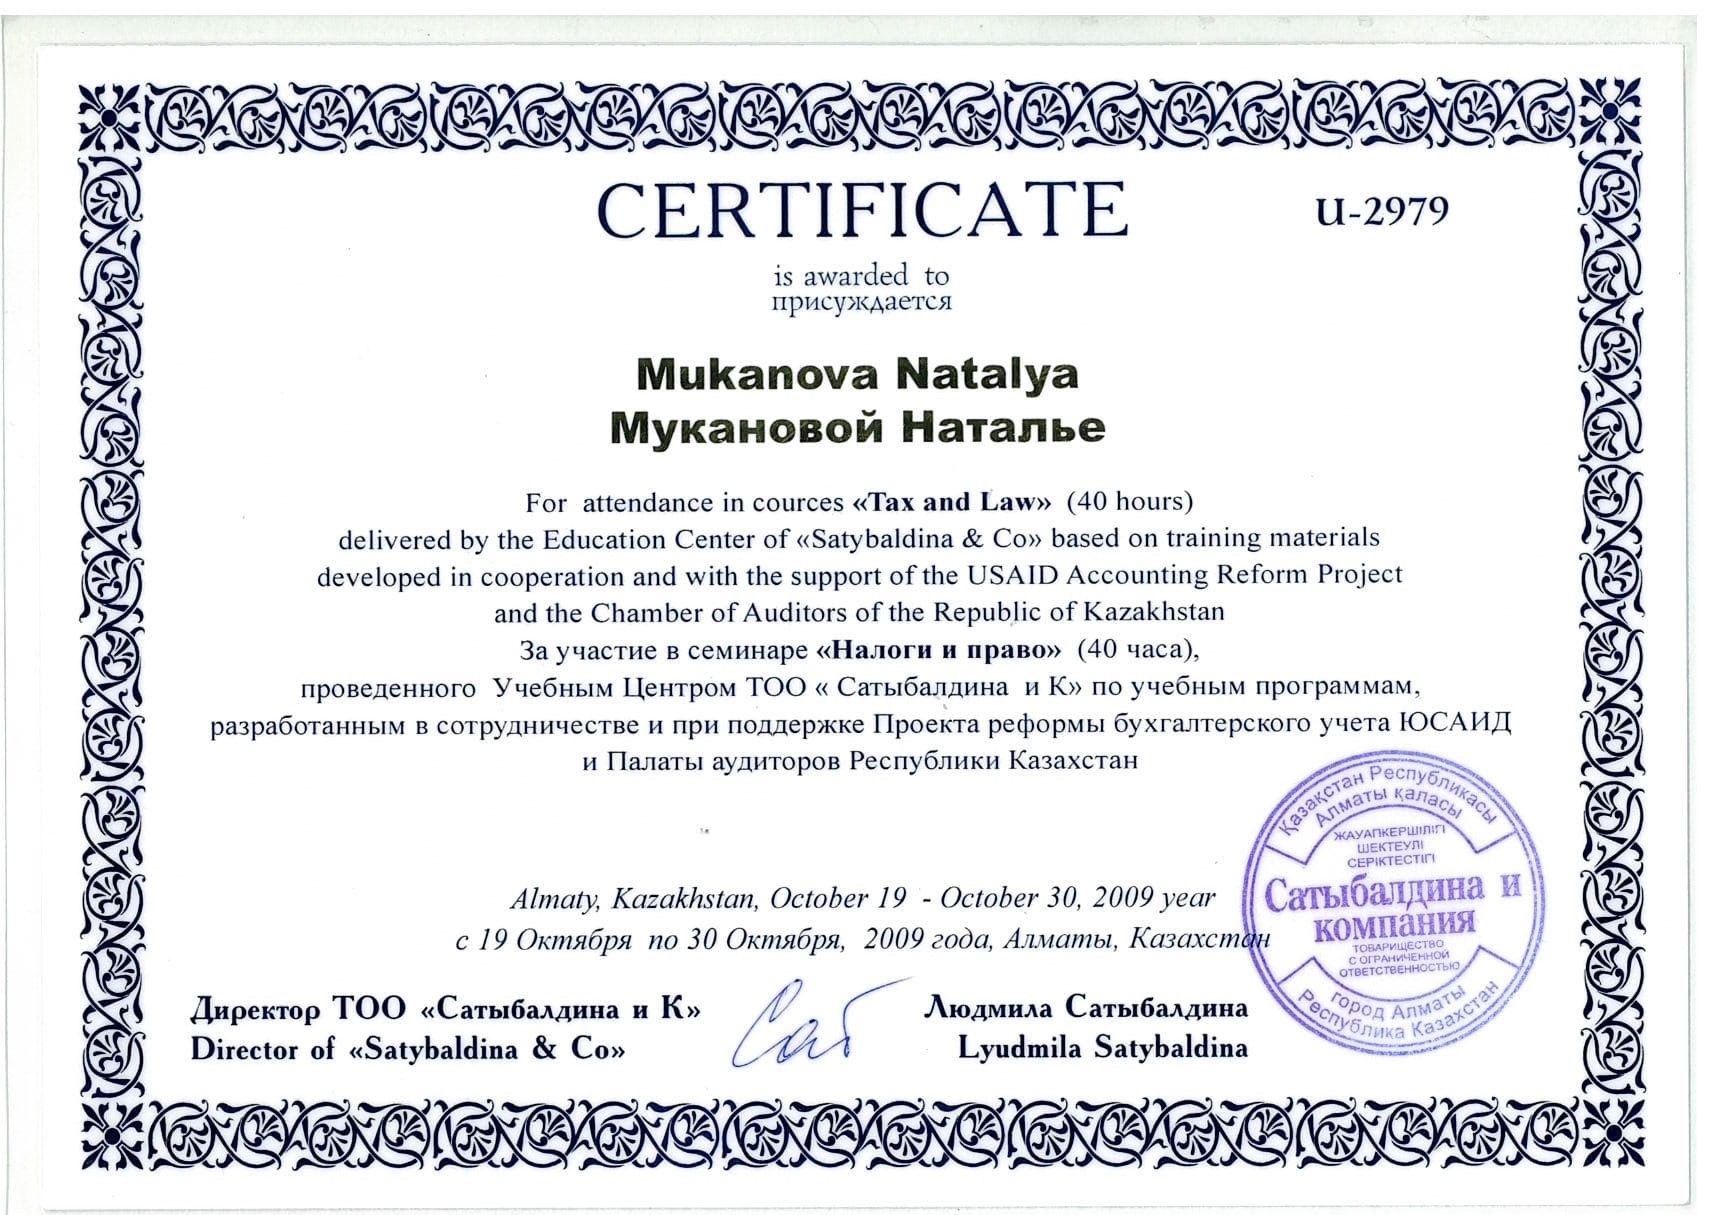 CERTIFICATE
U-2979
is awarded to
присуждается
Mukanova Natalya
Мукановой Наталье
For attendance in cources «Tax and Law» (40 hours)
delivered by the Education Center of «Satybaldina & Co» based on training materials
developed in cooperation and with the support of the USAID Accounting Reform Project
and the Chamber of Auditors of the Republic of Kazakhstan
За участие в семинаре «Налоги и право» (40 часа),
проведенного Учебным Центром ТОО « Сатыбалдина и К» по учебным программам,
разработанным в сотрудничестве и при поддержке Проекта реформы бухгалтерского учета ЮСАИД
и Палаты аудиторов Республики Казахстан
Almaty, Kazakhstan, October 19 - October 30, 2009 year
с 19 Октября по 30 Октября, 2009 года, Алматы, Казахстан
Директор ТОО «Сатыбалдина и К»
Director of «Satybaldina & Co»
Сат
Людмила Сатыбалдина
Lyudmila Satybaldina
Қазақстан Республикасы
Алматы қаласы
ЖАУАПКЕРШІЛІГІ
ШЕКТЕУЛІ
СЕРІКТЕСТІГІ
Сатыбалдина и
компания
ТОВАРИЩЕСТВО
С ОГРАНИЧЕННОЙ
ОТВЕТСТВЕННОСТЬЮ
город Алматы
Республика Казахстан